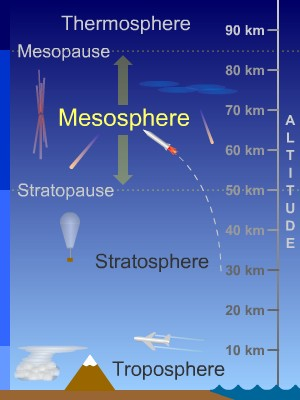 Thermosphere
90 km
Mesopause
80 km
70 km
Mesosphere
60 km
Stratopause
50 km
40 km
Stratosphere
30 km
20 km
10 km
Troposphere
ALTITUDE